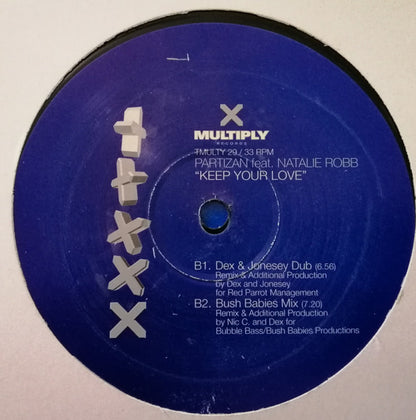 MULTIPLY
RECORDS
TMULTY 29 / 33 RPM
PARTIZAN feat. NATALIE ROBB
"KEEP YOUR LOVE"
B1. Dex & Jonesey Dub (6.56)
Remix & Additional Production
by Dex and Jonesey
for Red Parrot Management
B2. Bush Babies Mix (7.20)
Remix & Additional Production
by Nic C. and Dex for
Bubble Bass/Bush Babies Productions